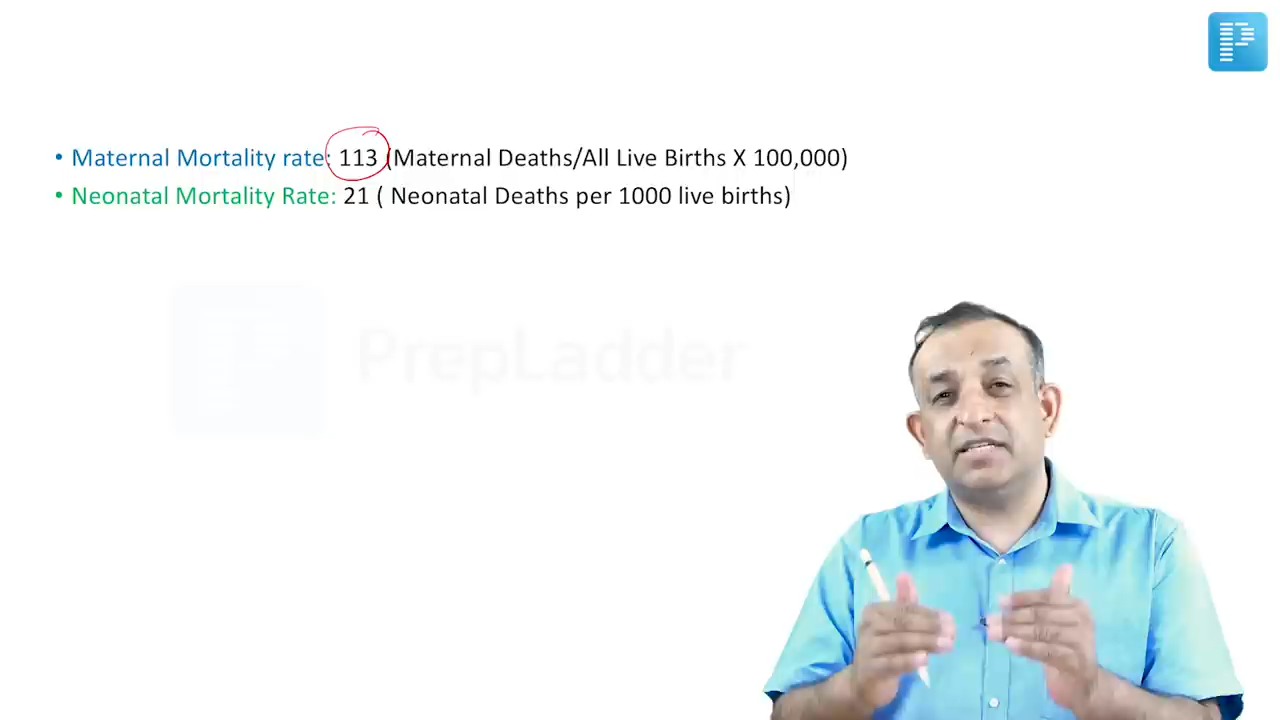 • Maternal Mortality rate: 113 (Maternal Deaths/All Live Births X 100,000)
• Neonatal Mortality Rate: 21 ( Neonatal Deaths per 1000 live births)
PrepLadder